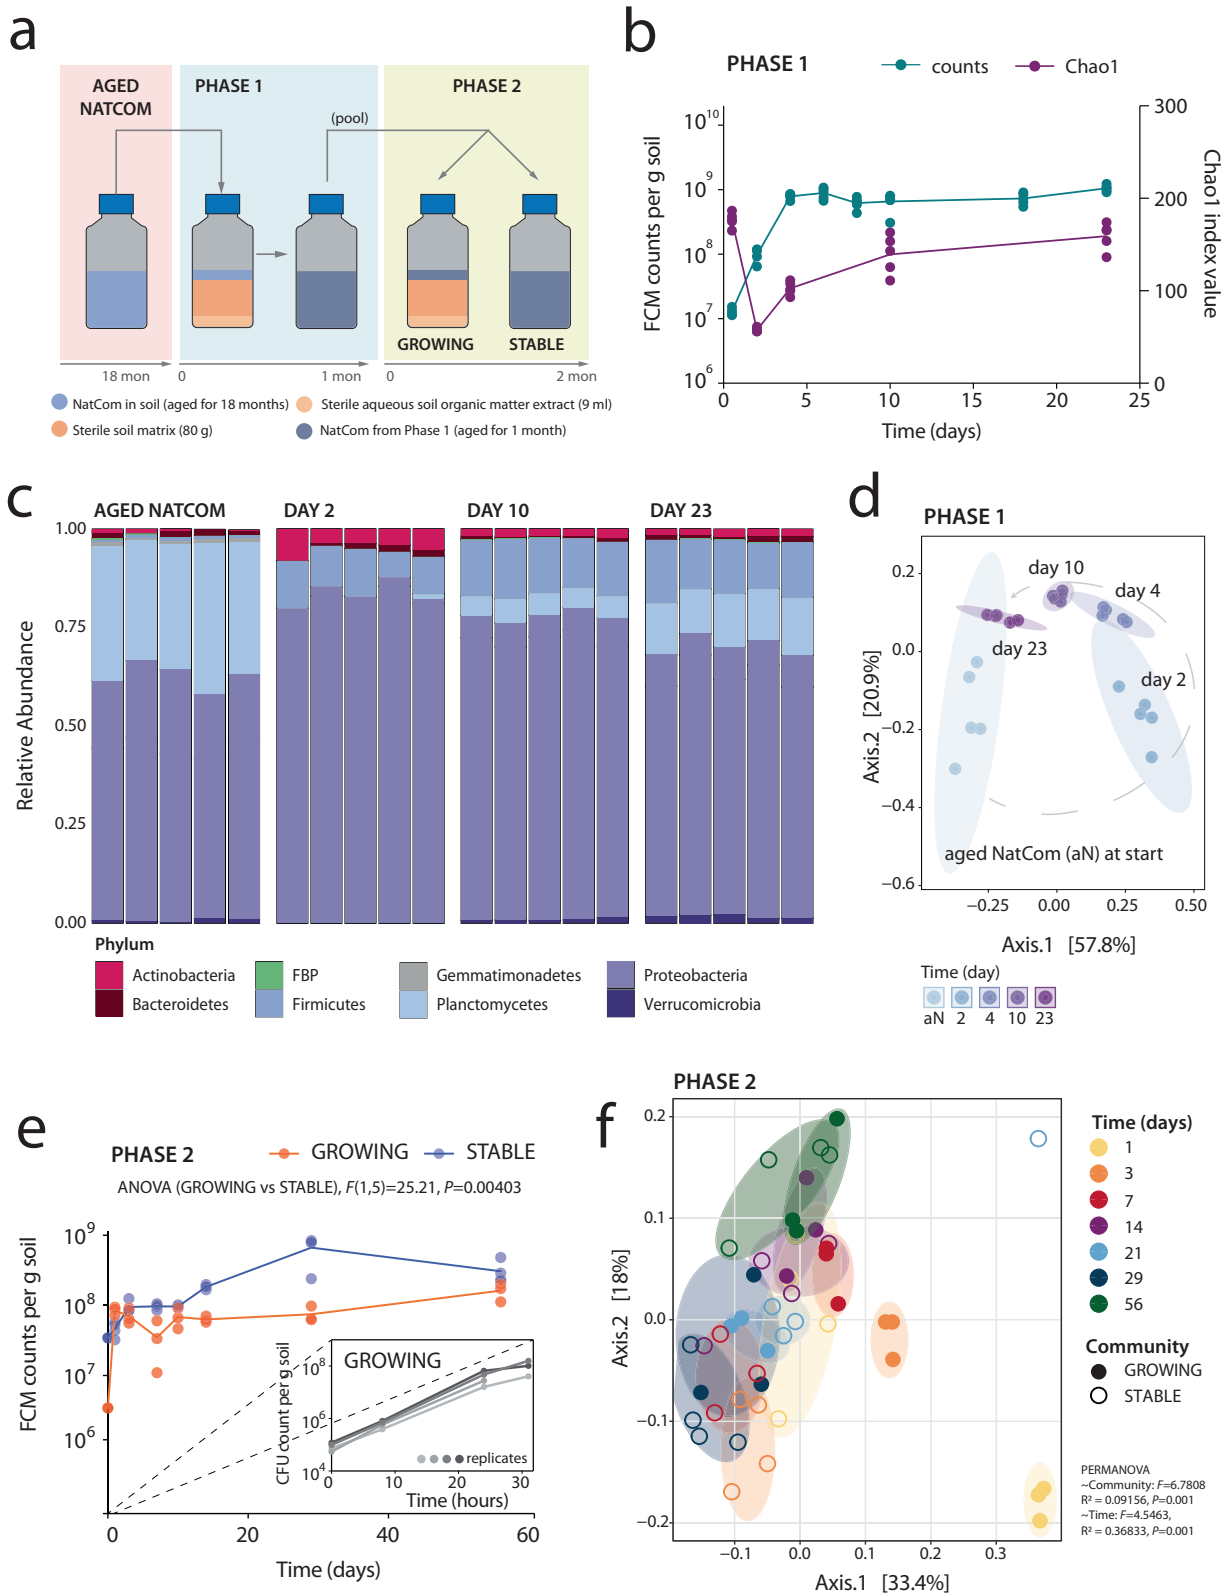 a
AGED
NATCOM
PHASE 1
PHASE 2
(pool)
GROWING
STABLE
18 mon
0
1 mon
0
2 mon
NatCom in soil (aged for 18 months)
Sterile aqueous soil organic matter extract (9 ml)
Sterile soil matrix (80 g)
NatCom from Phase 1 (aged for 1 month)
b
PHASE 1
counts
Chao1
FCM counts per g soil
10^10
10^9
10^8
10^7
10^6
300
200
100
0
Chao1 index value
0
5
10
15
20
25
Time (days)
c
AGED NATCOM
DAY 2
DAY 10
DAY 23
Relative Abundance
1.00
0.75
0.50
0.25
0.00
Phylum
Actinobacteria
FBP
Gemmatimonadetes
Proteobacteria
Bacteroidetes
Firmicutes
Planctomycetes
Verrucomicrobia
d
PHASE 1
day 10
day 4
day 23
day 2
aged NatCom (aN) at start
Axis.2 [20.9%]
0.2
0.0
−0.2
−0.4
−0.6
−0.25
0.00
0.25
0.50
Axis.1 [57.8%]
Time (day)
aN
2
4
10
23
e
PHASE 2
GROWING
STABLE
ANOVA (GROWING vs STABLE), F(1,5)=25.21, P=0.00403
FCM counts per g soil
10^9
10^8
10^7
10^6
0
20
40
60
Time (days)
GROWING
CFU count per g soil
10^8
10^6
10^4
replicates
0
10
20
30
Time (hours)
f
PHASE 2
Axis.2 [18%]
0.2
0.1
0.0
−0.1
−0.2
−0.1
0.0
0.1
0.2
0.3
Axis.1 [33.4%]
Time (days)
1
3
7
14
21
29
56
Community
GROWING
STABLE
PERMANOVA
~Community: F=6.7808
R² = 0.09156, P=0.001
~Time: F=4.5463,
R² = 0.36833, P=0.001